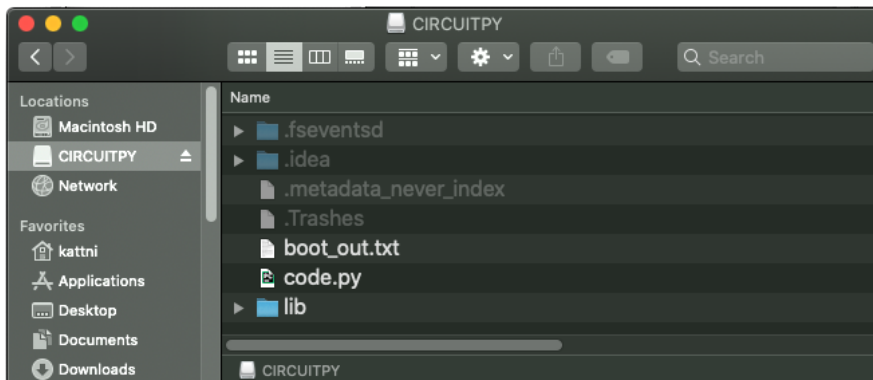 CIRCUITPY
Search
Locations
Macintosh HD
CIRCUITPY
Network
Favorites
kattni
Applications
Desktop
Documents
Downloads
Name
.fseventsd
.idea
.metadata_never_index
.Trashes
boot_out.txt
code.py
lib
CIRCUITPY